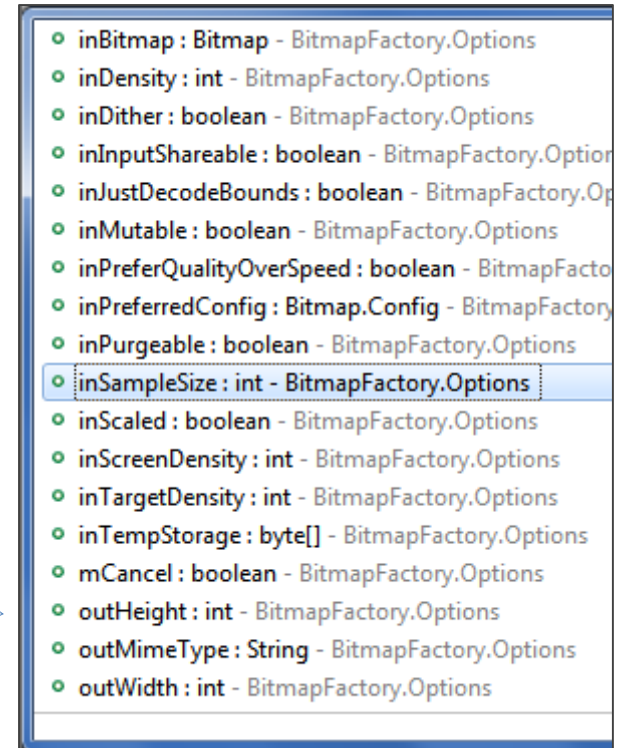 inBitmap : Bitmap - BitmapFactory.Options
inDensity : int - BitmapFactory.Options
inDither : boolean - BitmapFactory.Options
inInputShareable : boolean - BitmapFactory.Option
inJustDecodeBounds : boolean - BitmapFactory.Op
inMutable : boolean - BitmapFactory.Options
inPreferQualityOverSpeed : boolean - BitmapFacto
inPreferredConfig : Bitmap.Config - BitmapFactory
inPurgeable : boolean - BitmapFactory.Options
inSampleSize : int - BitmapFactory.Options
inScaled : boolean - BitmapFactory.Options
inScreenDensity : int - BitmapFactory.Options
inTargetDensity : int - BitmapFactory.Options
inTempStorage : byte[] - BitmapFactory.Options
mCancel : boolean - BitmapFactory.Options
outHeight : int - BitmapFactory.Options
outMimeType : String - BitmapFactory.Options
outWidth : int - BitmapFactory.Options